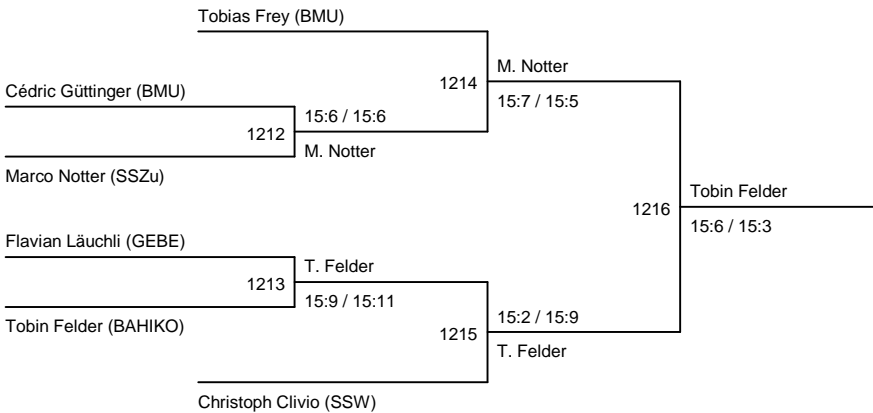 Tobias Frey (BMU)
M. Notter
1214
Cédric Güttinger (BMU)
15:7 / 15:5
15:6 / 15:6
1212
M. Notter
Marco Notter (SSZu)
Tobin Felder
1216
15:6 / 15:3
Flavian Läuchli (GEBE)
T. Felder
1213
15:9 / 15:11
Tobin Felder (BAHIKO)
15:2 / 15:9
1215
T. Felder
Christoph Clivio (SSW)